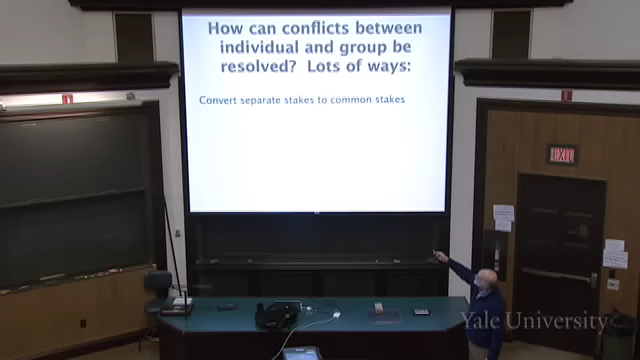 How can conflicts between
individual and group be
resolved? Lots of ways:
Convert separate stakes to common stakes
EXIT
Yale University